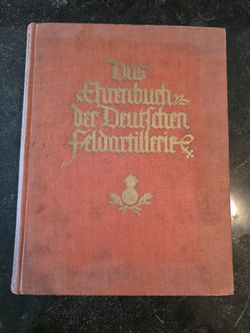 Das
Ehrenbuch
der Deutschen
Feldartillerie